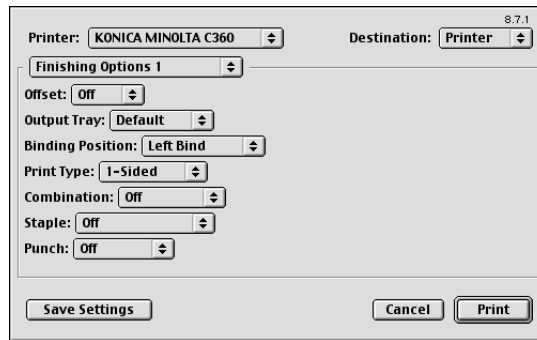 8.7.1
Printer: KONICA MINOLTA C360 Destination: Printer
Finishing Options 1
Offset: Off
Output Tray: Default
Binding Position: Left Bind
Print Type: 1-Sided
Combination: Off
Staple: Off
Punch: Off
Save Settings Cancel Print